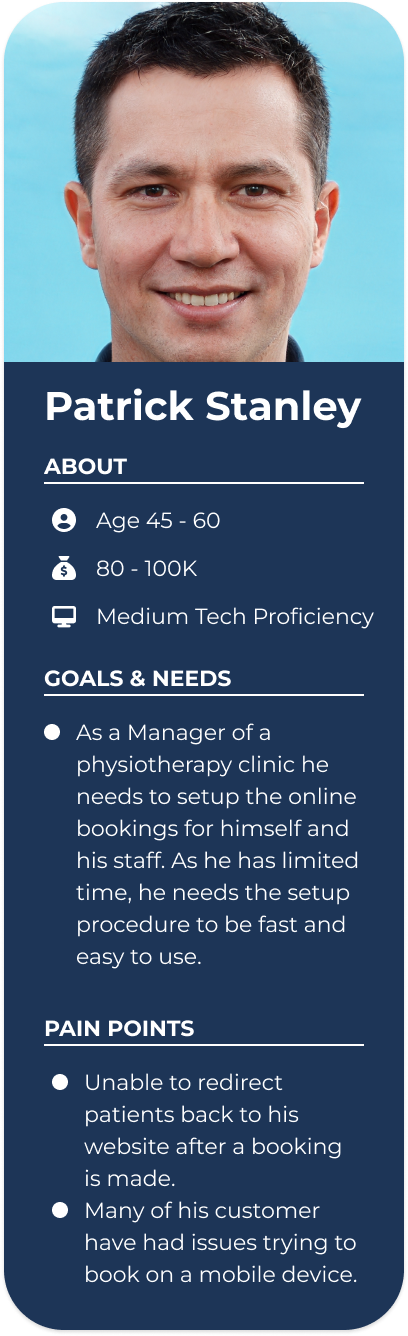 Patrick Stanley
ABOUT
Age 45 - 60
80 - 100K
Medium Tech Proficiency
GOALS & NEEDS
As a Manager of a
physiotherapy clinic he
needs to setup the online
bookings for himself and
his staff. As he has limited
time, he needs the setup
procedure to be fast and
easy to use.
PAIN POINTS
Unable to redirect
patients back to his
website after a booking
is made.
Many of his customer
have had issues trying to
book on a mobile device.